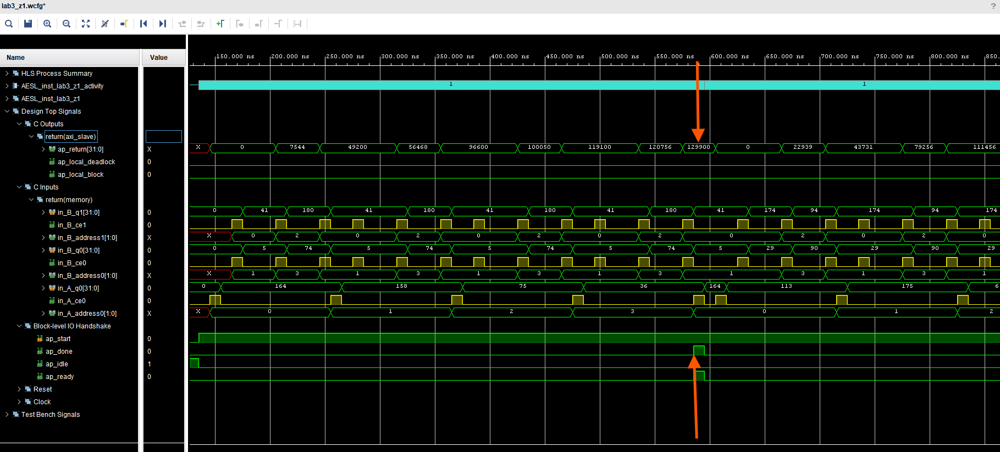 lab3_z1.wcfg*
?
150.000 ns 200.000 ns 250.000 ns 300.000 ns 350.000 ns 400.000 ns 450.000 ns 500.000 ns 550.000 ns 600.000 ns 650.000 ns 700.000 ns 750.000 ns 800.000 ns 850.
Name Value
HLS Process Summary
AESL_inst_lab3_z1_activity 1 1
AESL_inst_lab3_z1
Design Top Signals
C Outputs
return(axi_slave)
ap_return[31:0] X X 0 7544 49200 56468 96600 100050 119100 120756 129900 0 22939 43731 79256 111456
ap_local_deadlock 0
ap_local_block 0
C Inputs
return(memory)
in_B_q1[31:0] 0 0 41 180 41 180 41 180 41 180 41 174 94 174 94 174
in_B_ce1 0
in_B_address1[1:0] X X 0 2 0 2 0 2 0 2 0 2 0 2 0
in_B_q0[31:0] 0 0 5 74 5 74 5 74 5 74 5 29 90 29 90 29
in_B_ce0 0
in_B_address0[1:0] X X 1 3 1 3 1 3 1 3 1 3 1 3 1
in_A_q0[31:0] 0 0 164 158 75 36 164 113 175 6
in_A_ce0 0
in_A_address0[1:0] X X 0 1 2 3 0 1 2
Block-level IO Handshake
ap_start 0
ap_done 0
ap_idle 1
ap_ready 0
Reset
Clock
Test Bench Signals